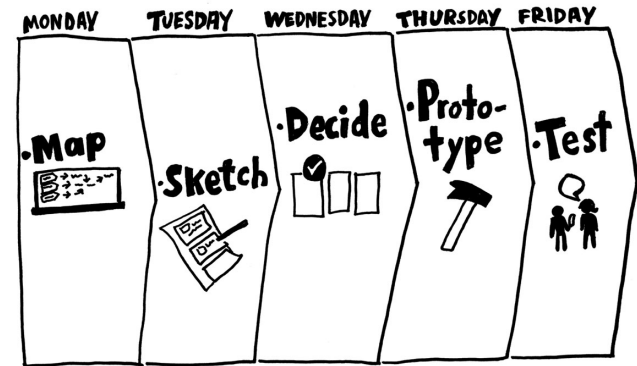 MONDAY
TUESDAY
WEDNESDAY
THURSDAY
FRIDAY
·Map
·Sketch
·Decide
·Proto-
type
·Test